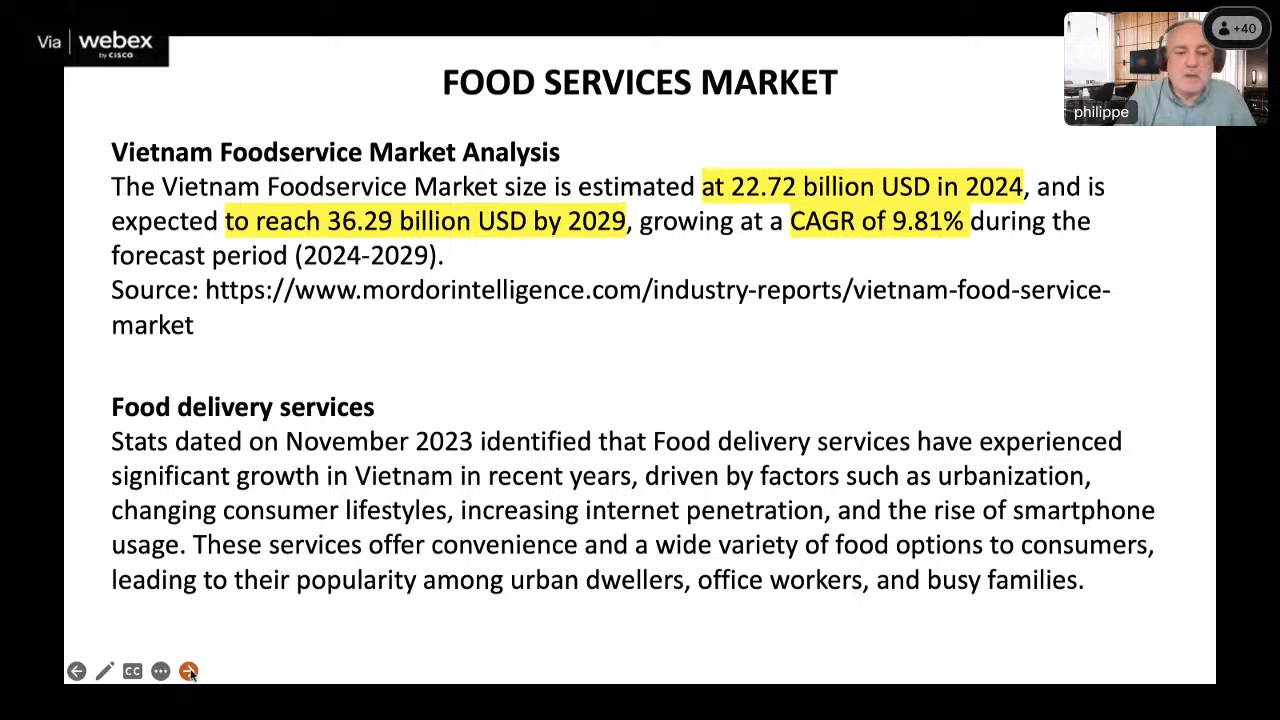 Via webex
by CISCO
+40
philippe
FOOD SERVICES MARKET
Vietnam Foodservice Market Analysis
The Vietnam Foodservice Market size is estimated at 22.72 billion USD in 2024, and is
expected to reach 36.29 billion USD by 2029, growing at a CAGR of 9.81% during the
forecast period (2024-2029).
Source: https://www.mordorintelligence.com/industry-reports/vietnam-food-service-
market
Food delivery services
Stats dated on November 2023 identified that Food delivery services have experienced
significant growth in Vietnam in recent years, driven by factors such as urbanization,
changing consumer lifestyles, increasing internet penetration, and the rise of smartphone
usage. These services offer convenience and a wide variety of food options to consumers,
leading to their popularity among urban dwellers, office workers, and busy families.
CC